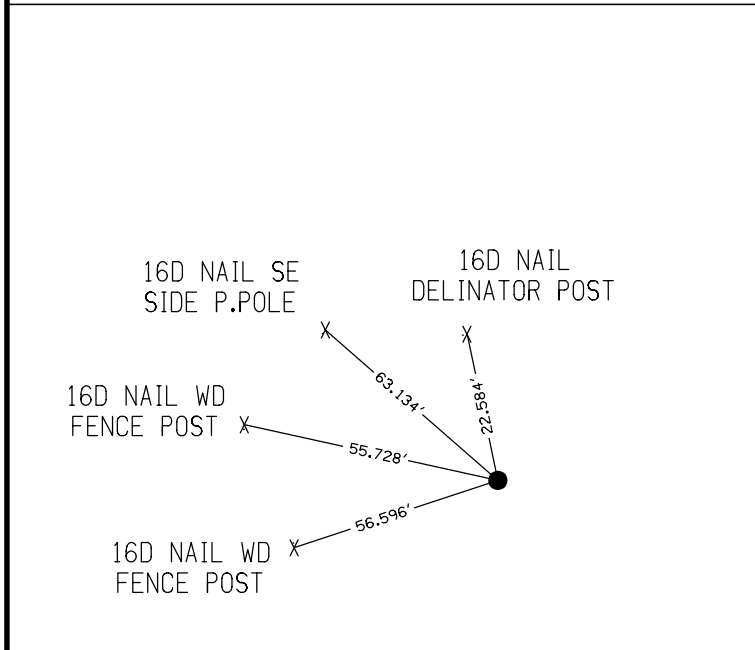 16D NAIL SE
SIDE P.POLE
16D NAIL
DELINATOR POST
63.134'
22.584'
16D NAIL WD
FENCE POST
55.728'
56.596'
16D NAIL WD
FENCE POST